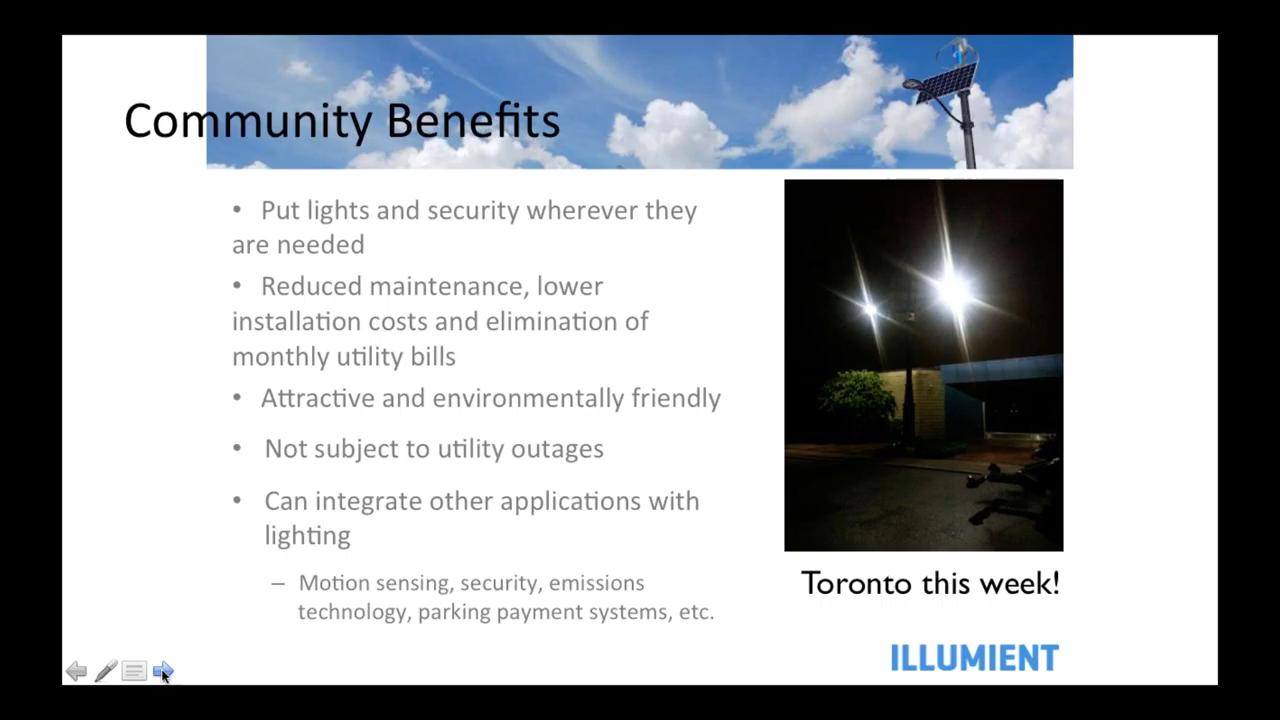 Community Benefits
• Put lights and security wherever they
are needed
• Reduced maintenance, lower
installation costs and elimination of
monthly utility bills
• Attractive and environmentally friendly
• Not subject to utility outages
• Can integrate other applications with
lighting
– Motion sensing, security, emissions
technology, parking payment systems, etc.
Toronto this week!
ILLUMIENT